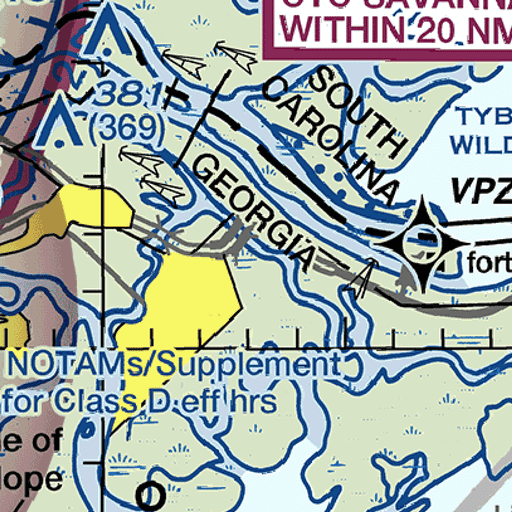 WITHIN 20 NM
SOUTH
CAROLINA
381
(369)
TYB
WILD
VPZ
GEORGIA
fort
NOTAMs/Supplement
for Class D eff hrs
e of
lope